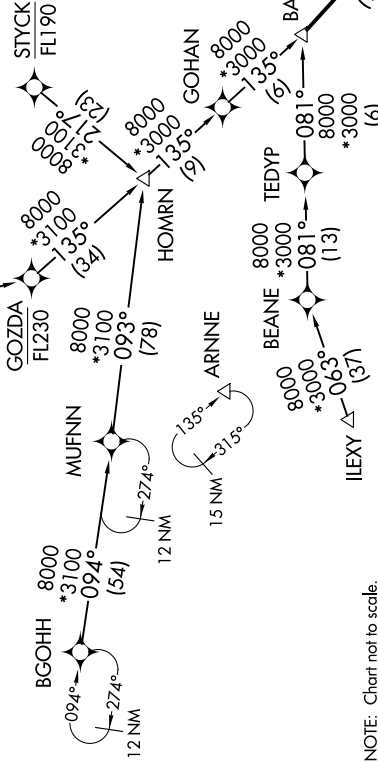 STYCK
FL190
8000
*3100
217°
(23)
GOZDA
FL230
8000
*3100
135°
(34)
HOMRN
8000
*3000
135°
(9)
GOHAN
8000
*3000
135°
(6)
BA
BGOHH
094°
274°
12 NM
8000
*3100
094°
(54)
MUFNN
274°
12 NM
8000
*3100
093°
(78)
ARNNE
135°
315°
15 NM
ILEXY
8000
*3000
063°
(37)
BEANE
8000
*3000
081°
(13)
TEDYP
081°
8000
*3000
(6)
NOTE: Chart not to scale.